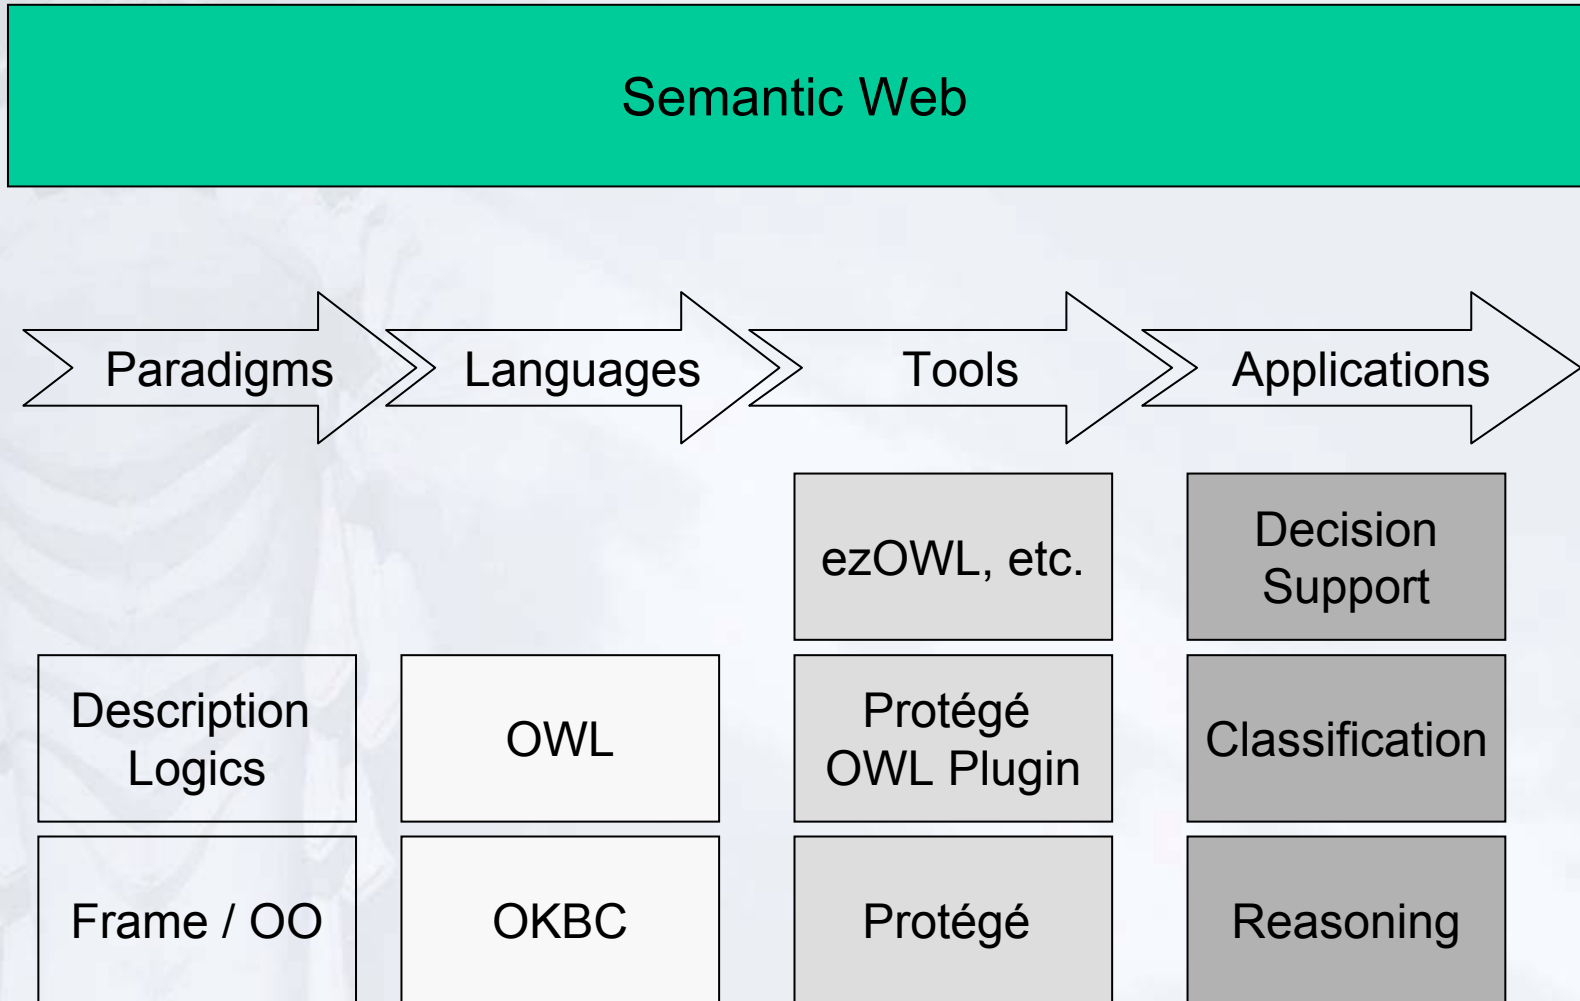 Semantic Web
Paradigms
Languages
Tools
Applications
ezOWL, etc.
Decision
Support
Description
Logics
OWL
Protégé
OWL Plugin
Classification
Frame / OO
OKBC
Protégé
Reasoning